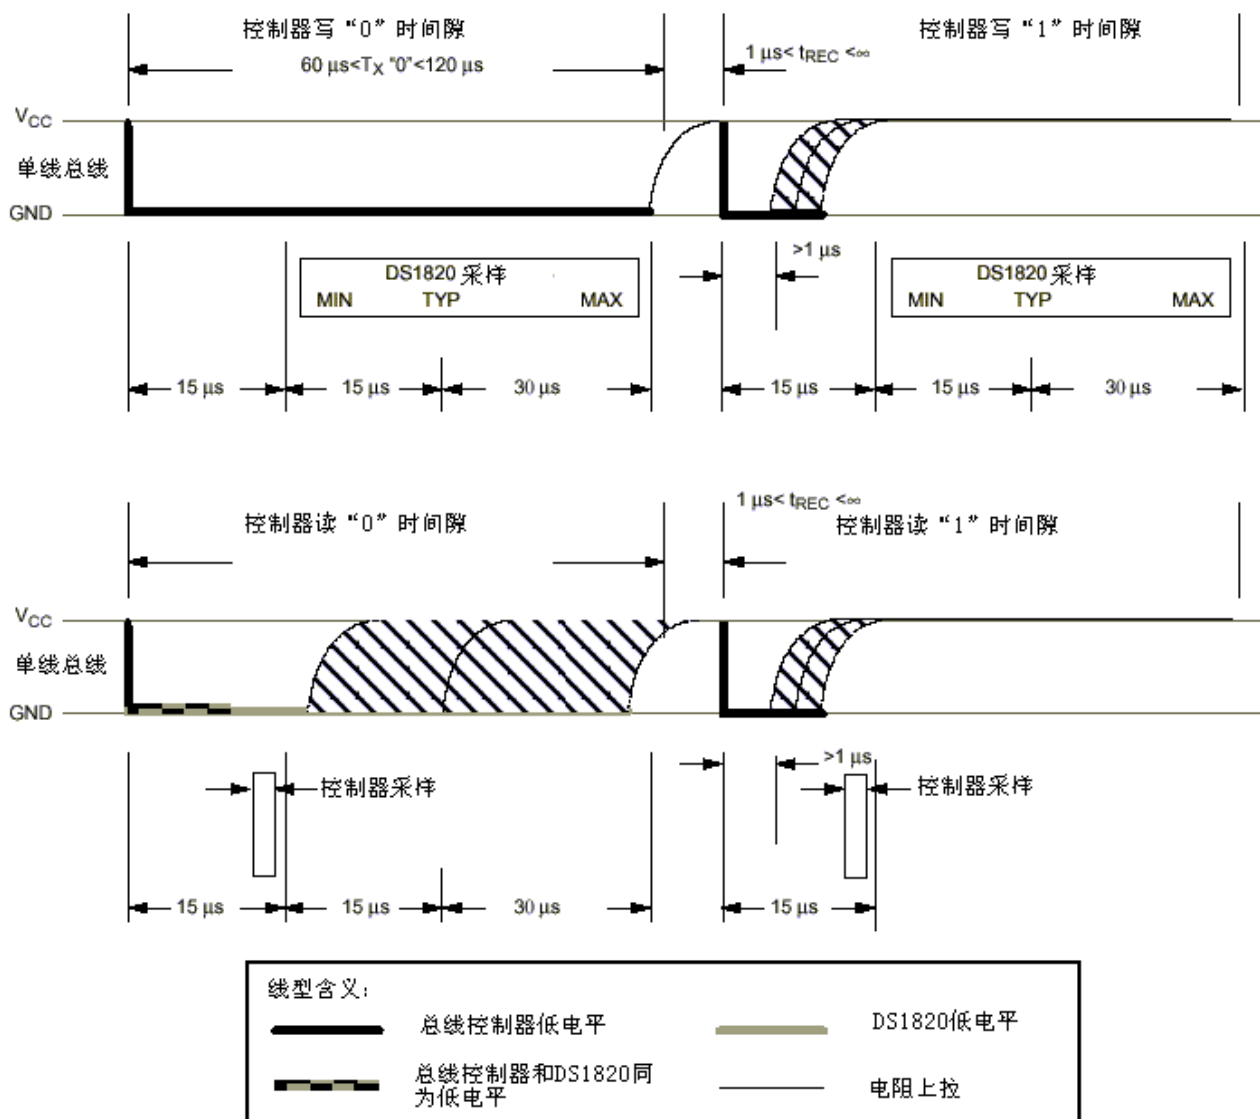 控制器写“0”时间隙
控制器写“1”时间隙
60 μs<TX "0"<120 μs
1 μs< tREC <∞
VCC
单线总线
GND
>1 μs
DS1820 采样
MIN TYP MAX
DS1820 采样
MIN TYP MAX
15 μs
15 μs
30 μs
15 μs
15 μs
30 μs
1 μs< tREC <∞
控制器读“0”时间隙
控制器读“1”时间隙
VCC
单线总线
GND
>1 μs
控制器采样
控制器采样
15 μs
15 μs
30 μs
15 μs
线型含义:
总线控制器低电平
DS1820低电平
总线控制器和DS1820同
为低电平
电阻上拉